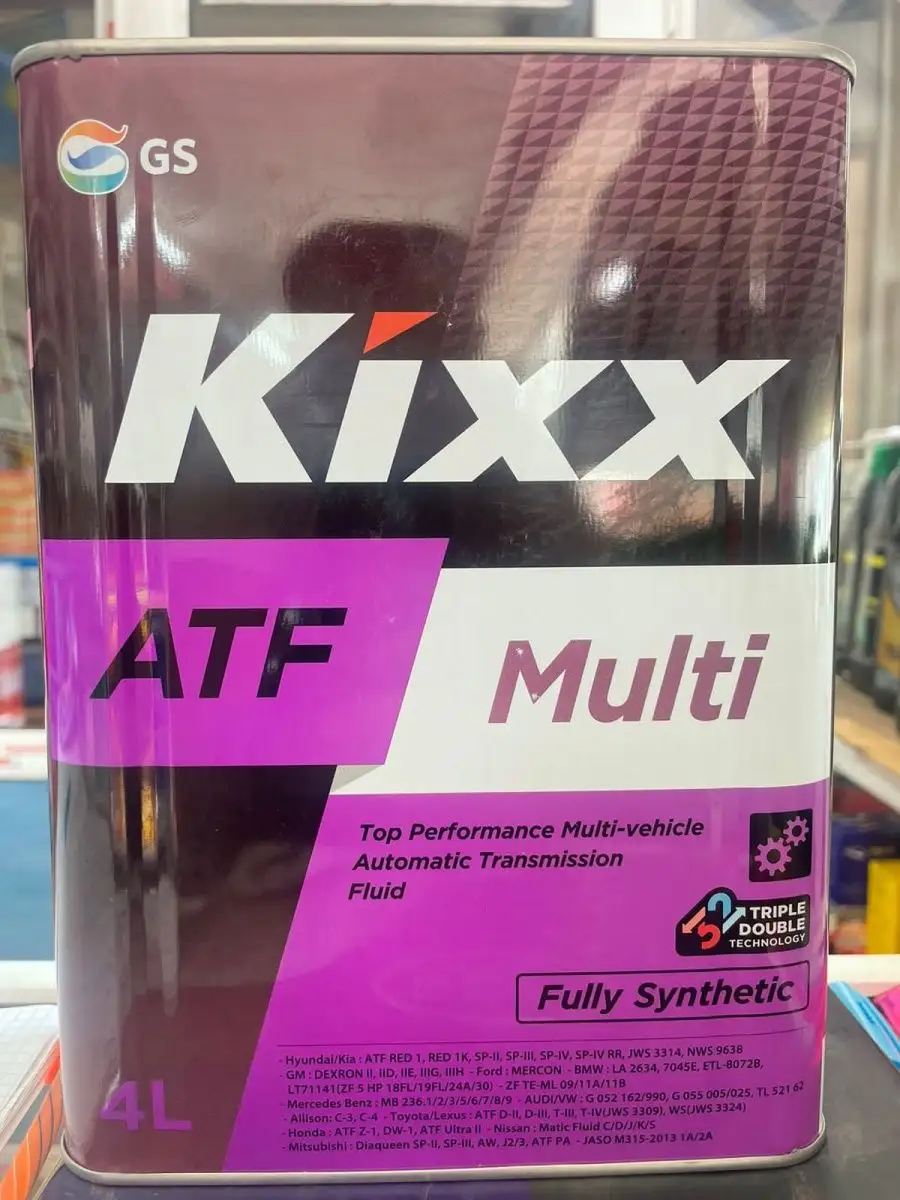 GS
Kixx
ATF
Multi
Top Performance Multi-vehicle
Automatic Transmission
Fluid
TRIPLE
DOUBLE
TECHNOLOGY
Fully Synthetic
- Hyundai/Kia : ATF RED 1, RED 1K, SP-II, SP-III, SP-IV, SP-IV RR, JWS 3314, NWS 9638
- GM : DEXRON II, IID, IIE, IIIG, IIIH - Ford : MERCON - BMW : LA 2634, 7045E, ETL-8072B,
LT71141(ZF 5 HP 18FL/19FL/24A/30) - ZF TE-ML 09/11A/11B
- Mercedes Benz : MB 236.1/2/3/5/6/7/8/9 - AUDI/VW : G 052 162/990, G 055 005/025, TL 521 62
- Allison: C-3, C-4 - Toyota/Lexus : ATF D-II, D-III, T-III, T-IV(JWS 3309), WS(JWS 3324)
- Honda : ATF Z-1, DW-1, ATF Ultra II - Nissan : Matic Fluid C/D/J/K/S
- Mitsubishi : Diaqueen SP-II, SP-III, AW, J2/3, ATF PA - JASO M315-2013 1A/2A
4L